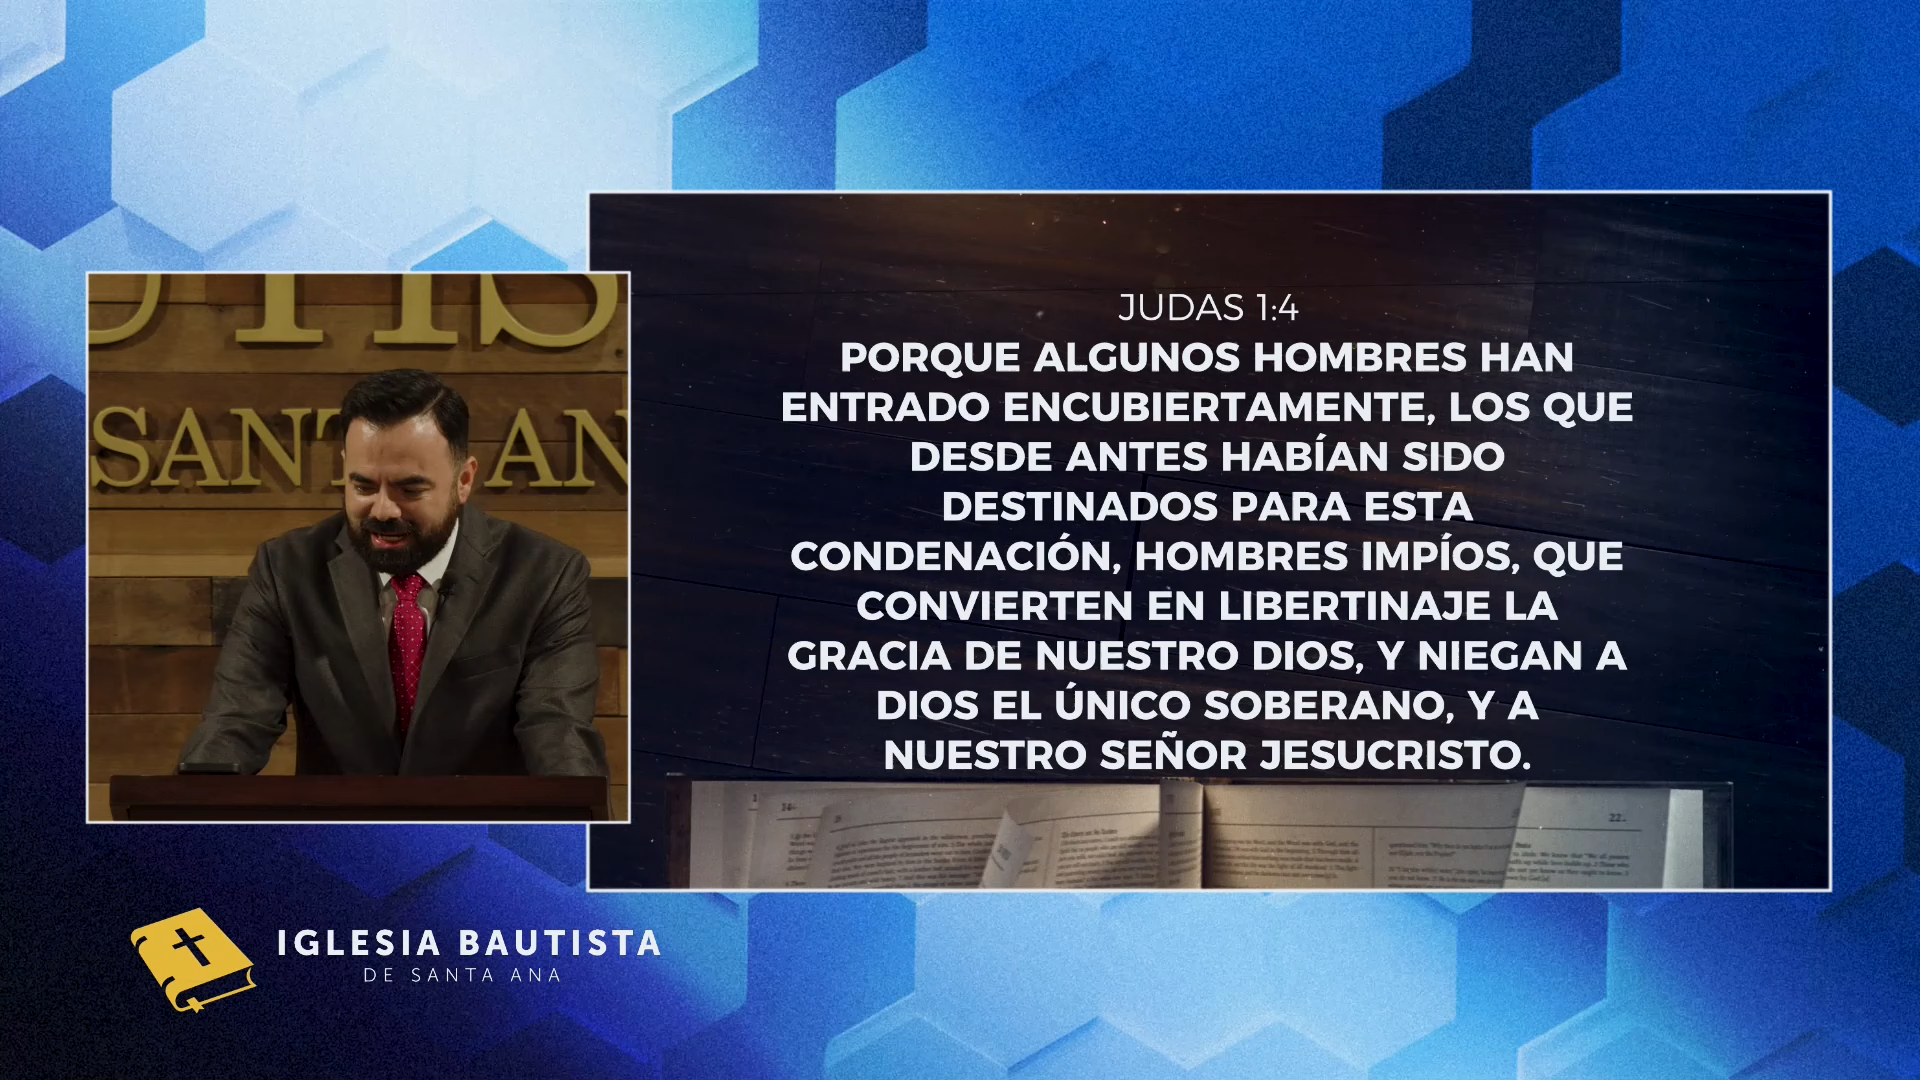 SANTA AN
JUDAS 1:4
PORQUE ALGUNOS HOMBRES HAN
ENTRADO ENCUBIERTAMENTE, LOS QUE
DESDE ANTES HABÍAN SIDO
DESTINADOS PARA ESTA
CONDENACIÓN, HOMBRES IMPÍOS, QUE
CONVIERTEN EN LIBERTINAJE LA
GRACIA DE NUESTRO DIOS, Y NIEGAN A
DIOS EL ÚNICO SOBERANO, Y A
NUESTRO SEÑOR JESUCRISTO.
IGLESIA BAUTISTA
DE SANTA ANA